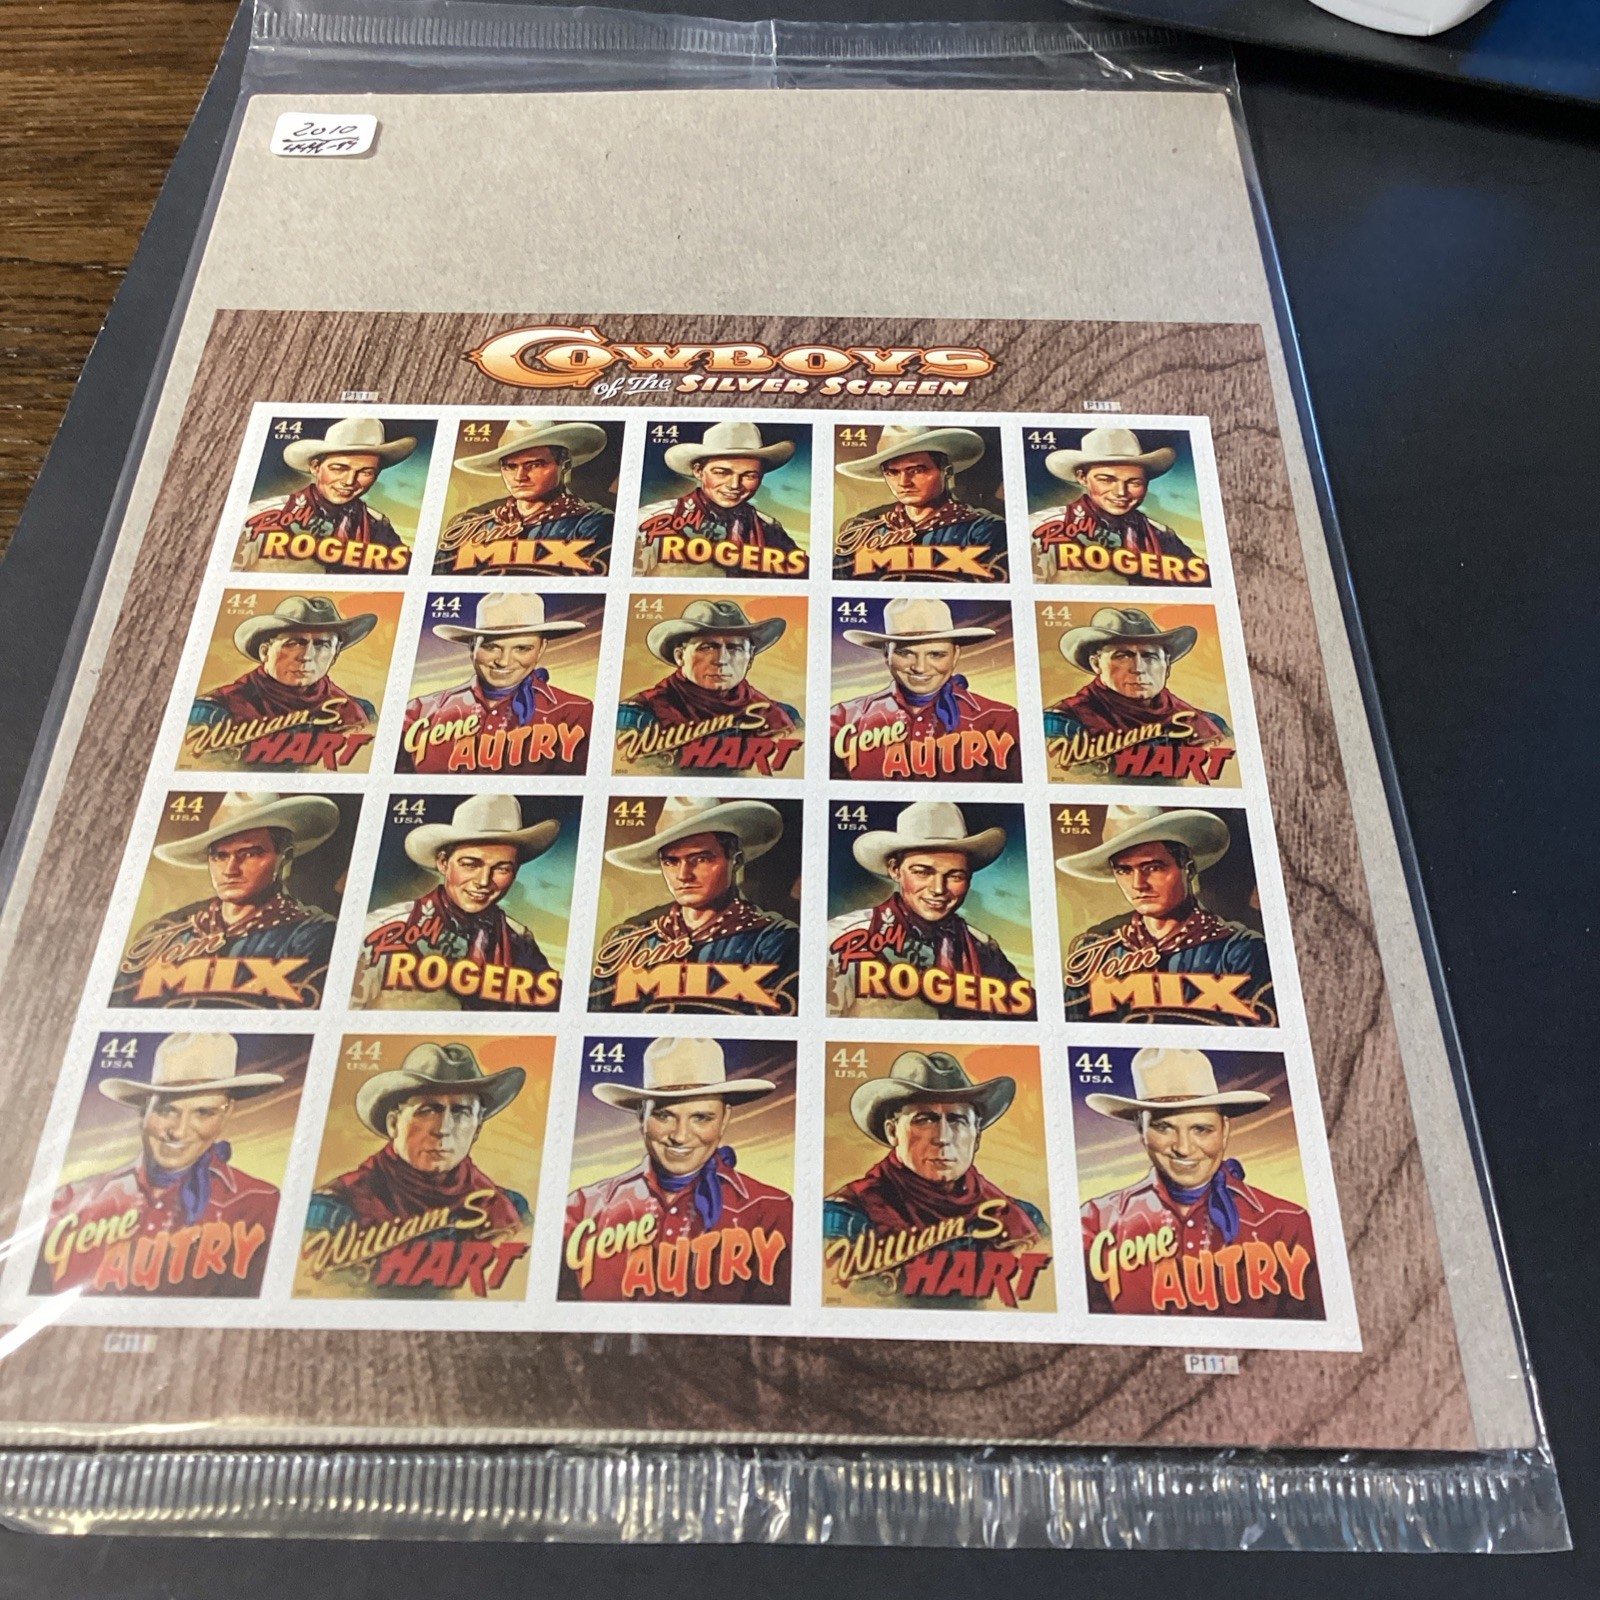 2010
COWBOYS
of The SILVER SCREEN
P111 P111
44 44 44 44 44
USA USA USA USA USA
Roy Tom Roy Tom Roy
ROGERS MIX ROGERS MIX ROGERS
44 44 44 44 44
USA USA USA USA USA
William S. Gene William S. Gene William S.
HART AUTRY HART AUTRY HART
44 44 44 44 44
USA USA USA USA USA
Tom Roy Tom Roy Tom
MIX ROGERS MIX ROGERS MIX
44 44 44 44 44
USA USA USA USA USA
Gene William S. Gene William S. Gene
AUTRY HART AUTRY HART AUTRY
P111 P111